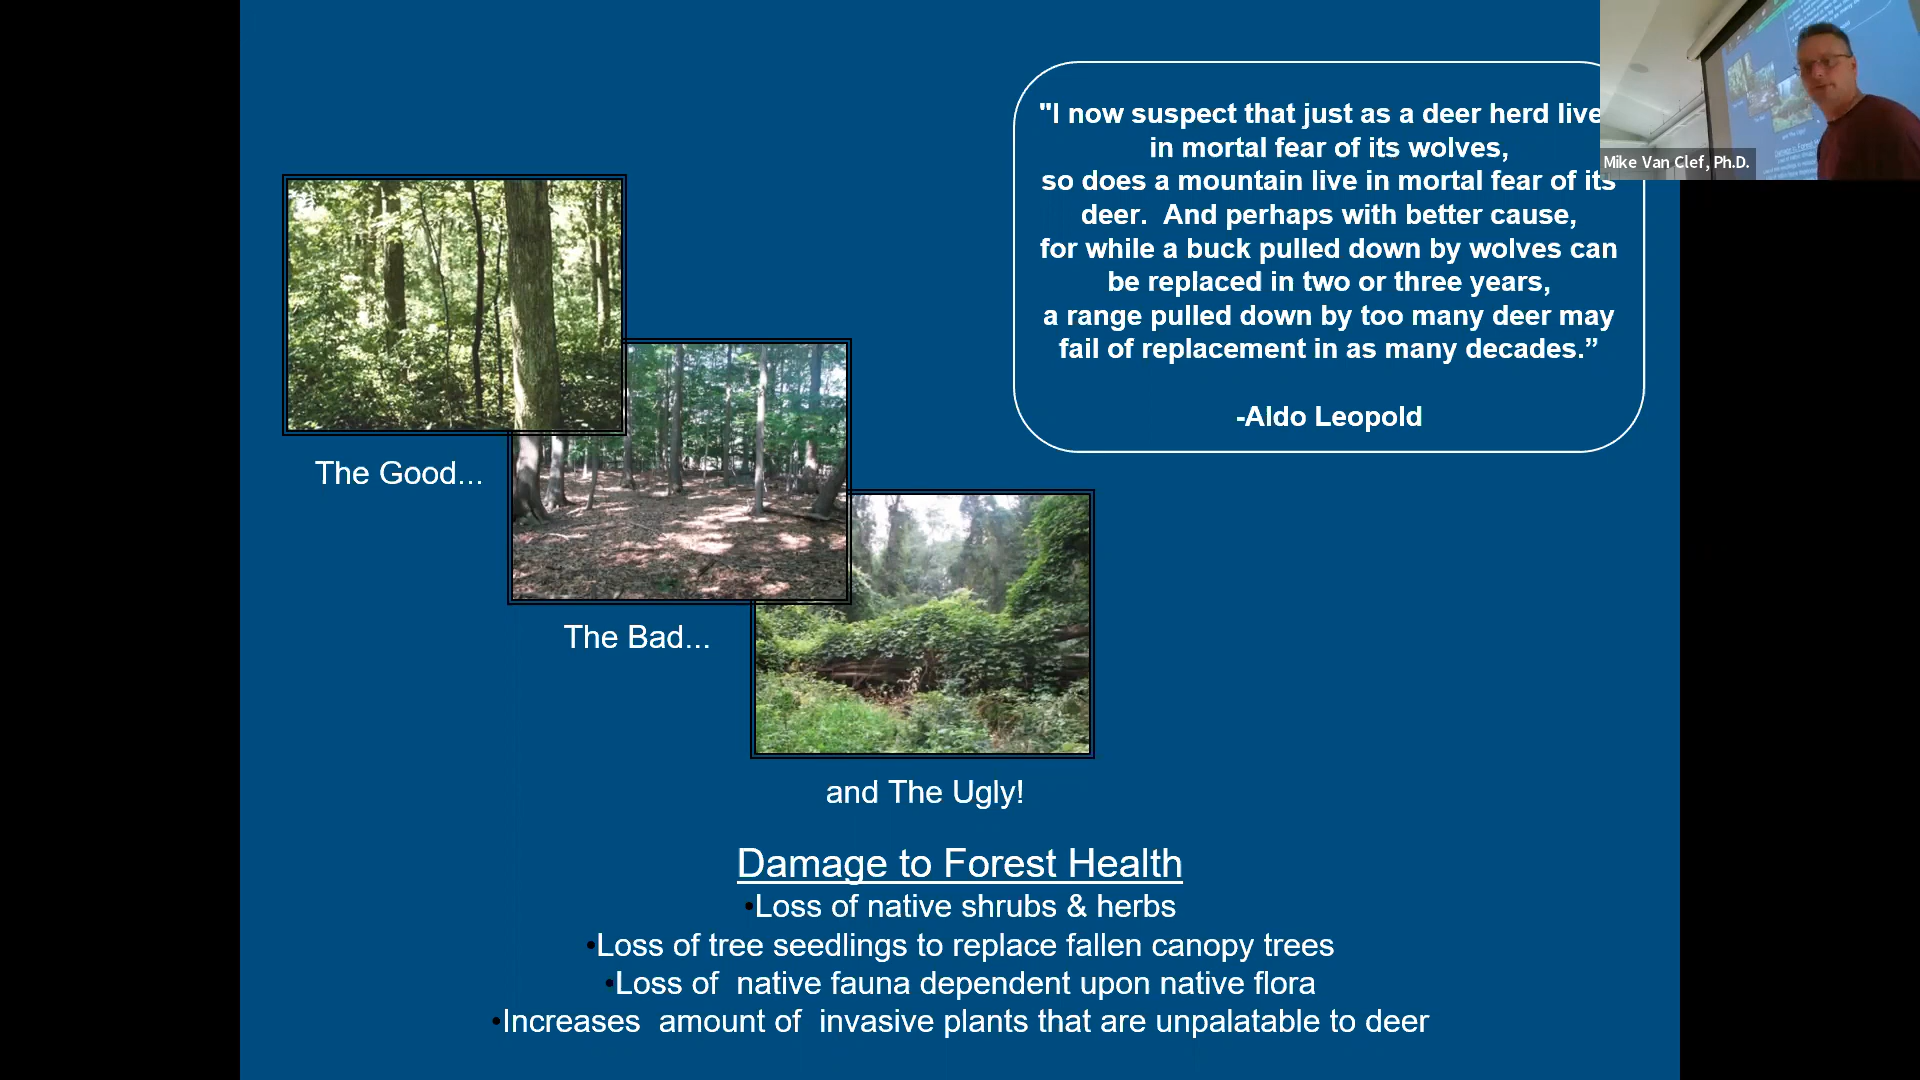 "I now suspect that just as a deer herd live
in mortal fear of its wolves,
so does a mountain live in mortal fear of its
deer.  And perhaps with better cause,
for while a buck pulled down by wolves can
be replaced in two or three years,
a range pulled down by too many deer may
fail of replacement in as many decades.”
-Aldo Leopold
Mike Van Clef, Ph.D.
The Good...
The Bad...
and The Ugly!
Damage to Forest Health
•Loss of native shrubs & herbs
•Loss of tree seedlings to replace fallen canopy trees
•Loss of  native fauna dependent upon native flora
•Increases  amount of  invasive plants that are unpalatable to deer